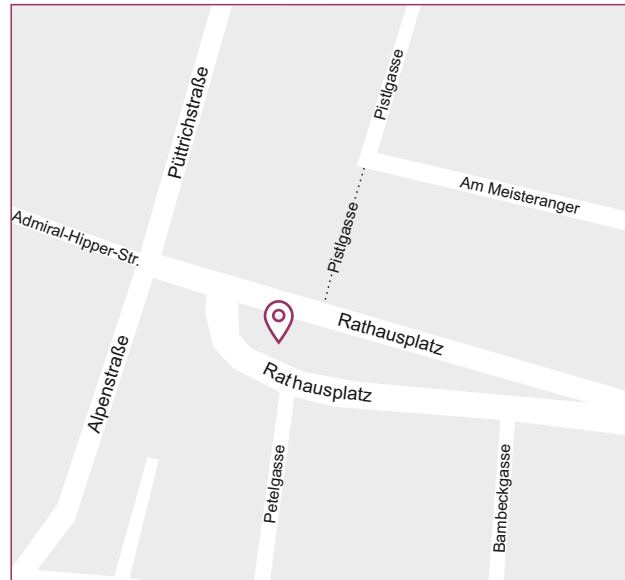 Püttrichstraße
Pistlgasse
Am Meisteranger
Admiral-Hipper-Str.
Pistlgasse
Rathausplatz
Alpenstraße
Rathausplatz
Petelgasse
Bambeckgasse